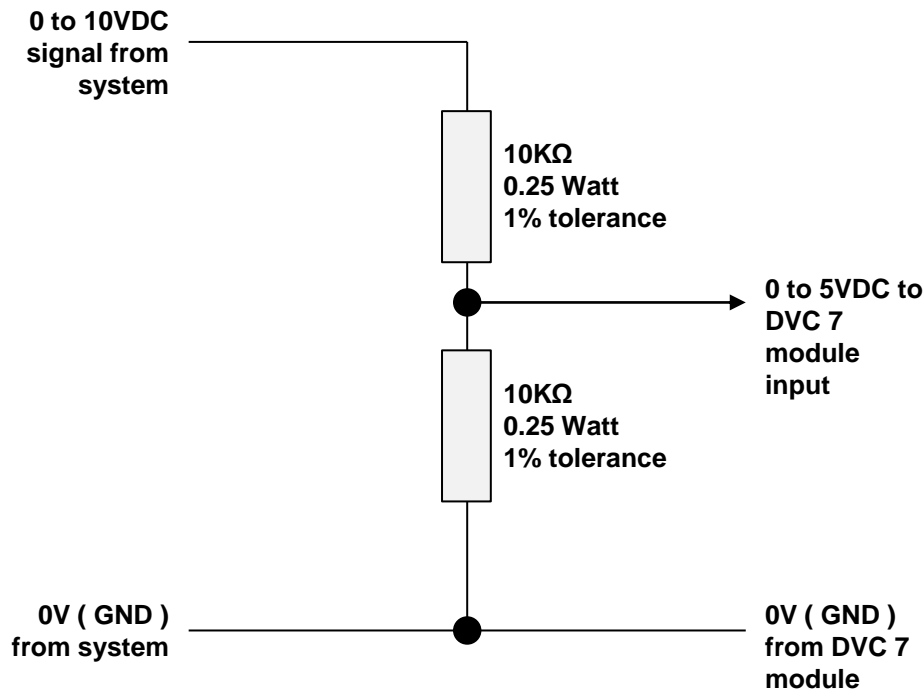 0 to 10VDC
signal from
system
10KΩ
0.25 Watt
1% tolerance
0 to 5VDC to
DVC 7
module
input
10KΩ
0.25 Watt
1% tolerance
0V ( GND )
from system
0V ( GND )
from DVC 7
module